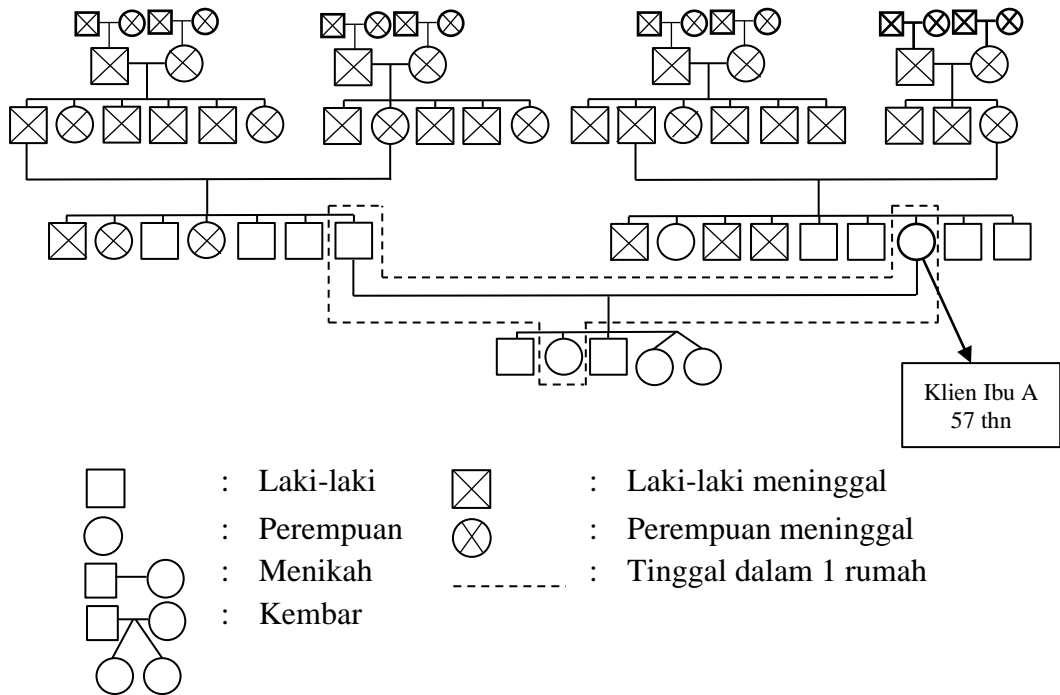 Klien Ibu A
57 thn
: Laki-laki : Laki-laki meninggal
: Perempuan : Perempuan meninggal
: Menikah : Tinggal dalam 1 rumah
: Kembar